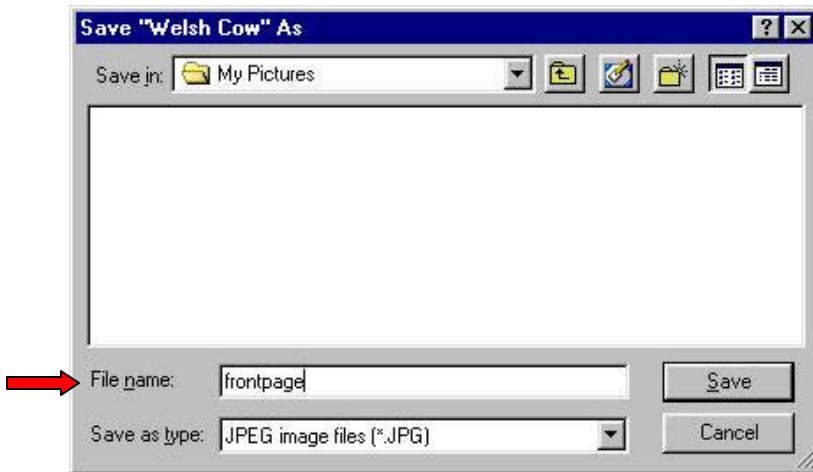 Save "Welsh Cow" As
Save in: My Pictures
File name: frontpage Save
Save as type: JPEG image files (*.JPG) Cancel